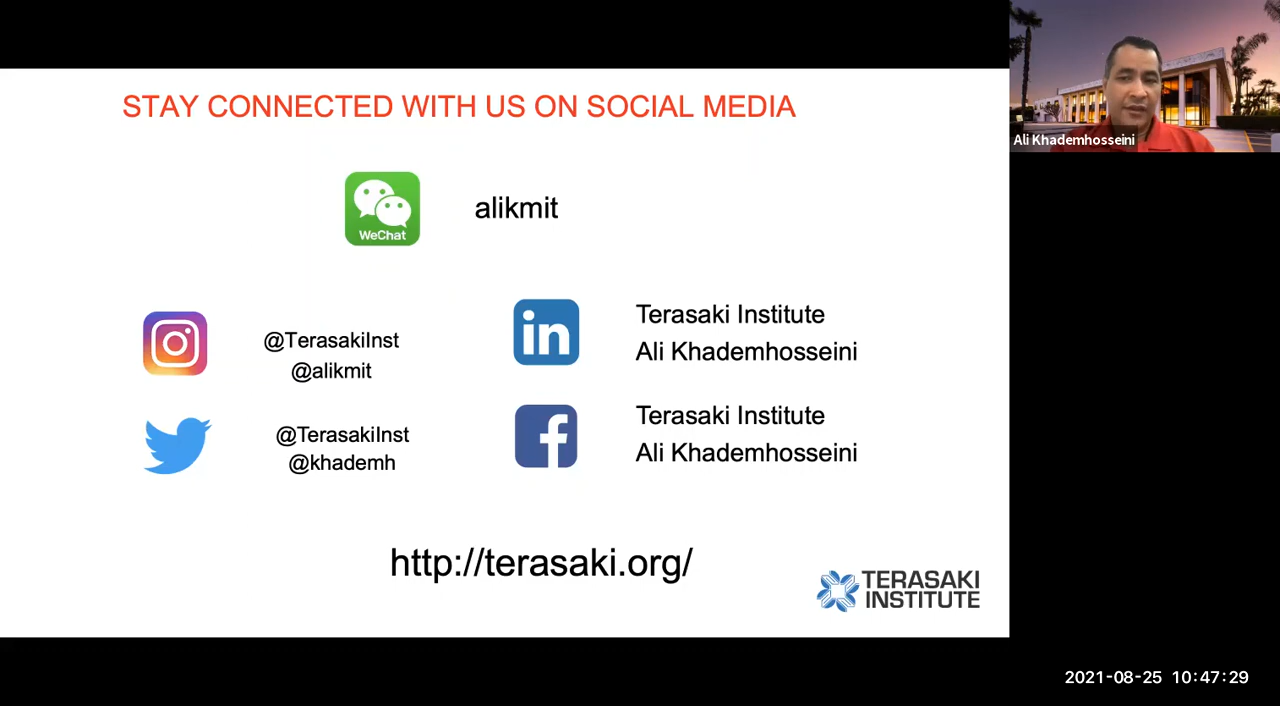 STAY CONNECTED WITH US ON SOCIAL MEDIA
WeChat
alikmit
@TerasakiInst
@alikmit
in
Terasaki Institute
Ali Khademhosseini
@TerasakiInst
@khademh
f
Terasaki Institute
Ali Khademhosseini
http://terasaki.org/
TERASAKI
INSTITUTE
Ali Khademhosseini
2021-08-25 10:47:29